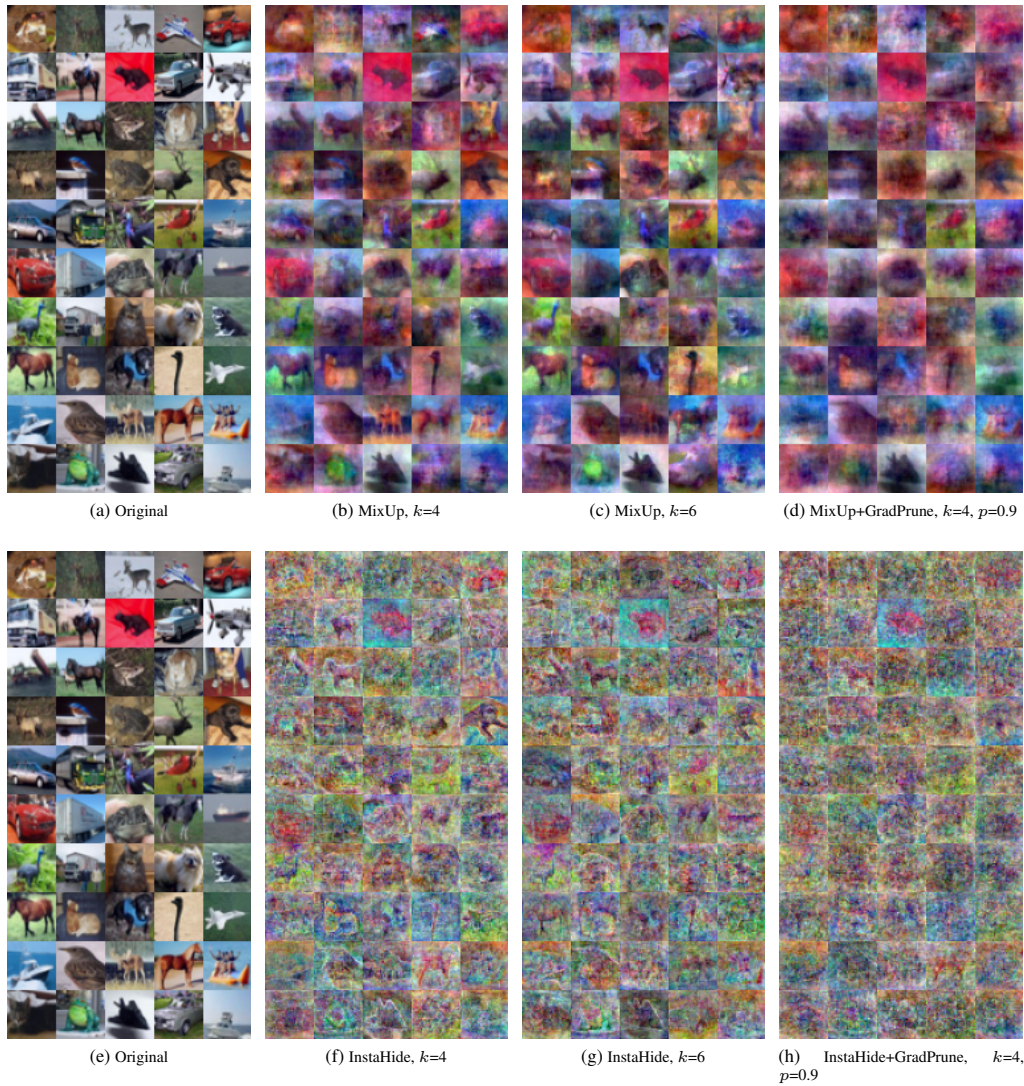 (a) Original
(b) MixUp, k=4
(c) MixUp, k=6
(d) MixUp+GradPrune, k=4, p=0.9
(e) Original
(f) InstaHide, k=4
(g) InstaHide, k=6
(h) InstaHide+GradPrune, k=4,
p=0.9